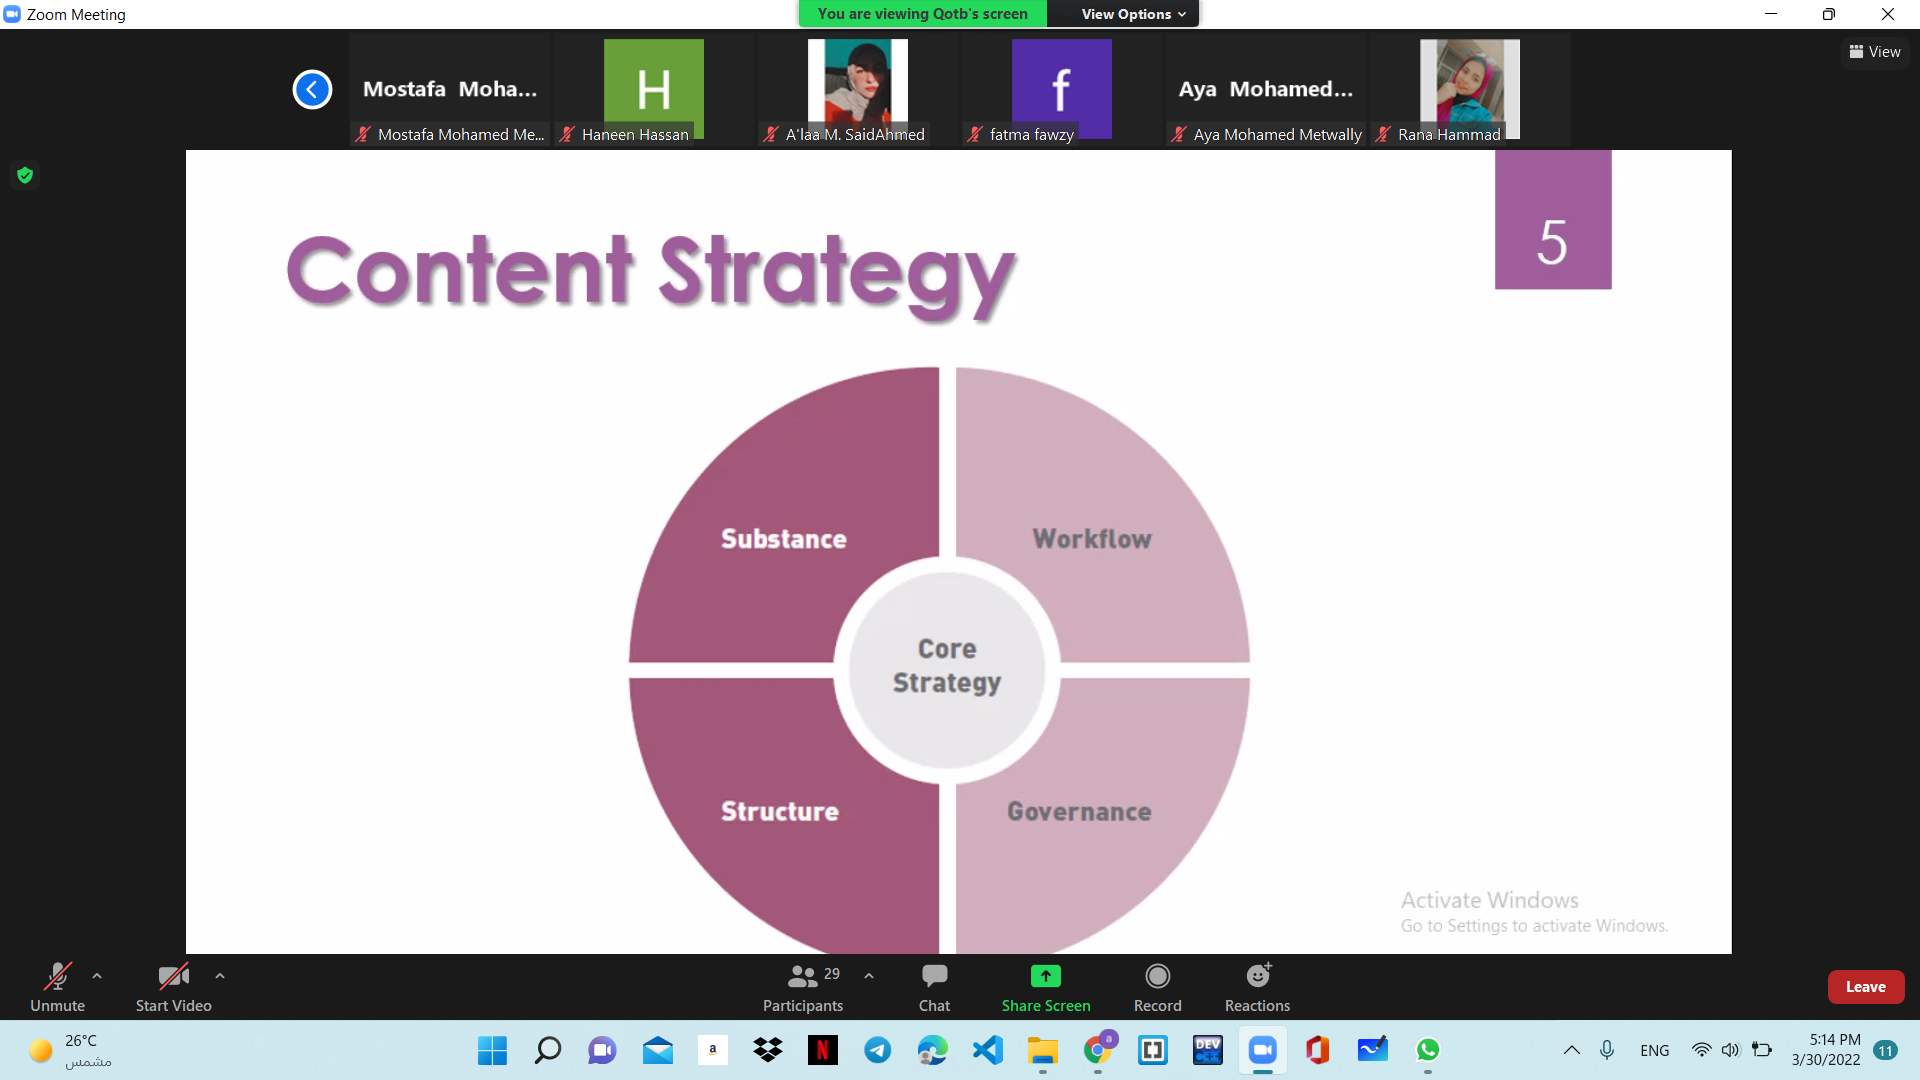 Zoom Meeting
You are viewing Qotb's screen
View Options
View
Mostafa Moha...
H
f
Aya Mohamed...
Mostafa Mohamed Me...
Haneen Hassan
A'laa M. SaidAhmed
fatma fawzy
Aya Mohamed Metwally
Rana Hammad
Content Strategy
5
Substance
Workflow
Core
Strategy
Structure
Governance
Activate Windows
Go to Settings to activate Windows.
Unmute
Start Video
29
Participants
Chat
Share Screen
Record
Reactions
Leave
26°C
مشمس
a
N
DEV
C++
a
ENG
5:14 PM
3/30/2022
11